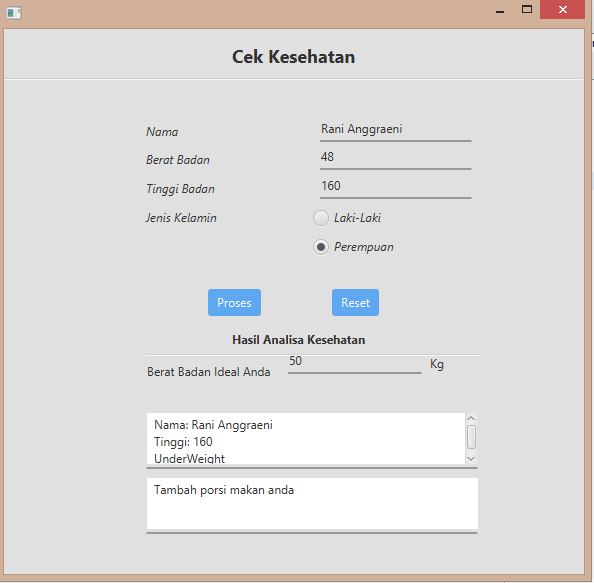 Cek Kesehatan
Nama Rani Anggraeni
Berat Badan 48
Tinggi Badan 160
Jenis Kelamin Laki-Laki
Perempuan
Proses Reset
Hasil Analisa Kesehatan
Berat Badan Ideal Anda 50 Kg
Nama: Rani Anggraeni
Tinggi: 160
UnderWeight
Tambah porsi makan anda